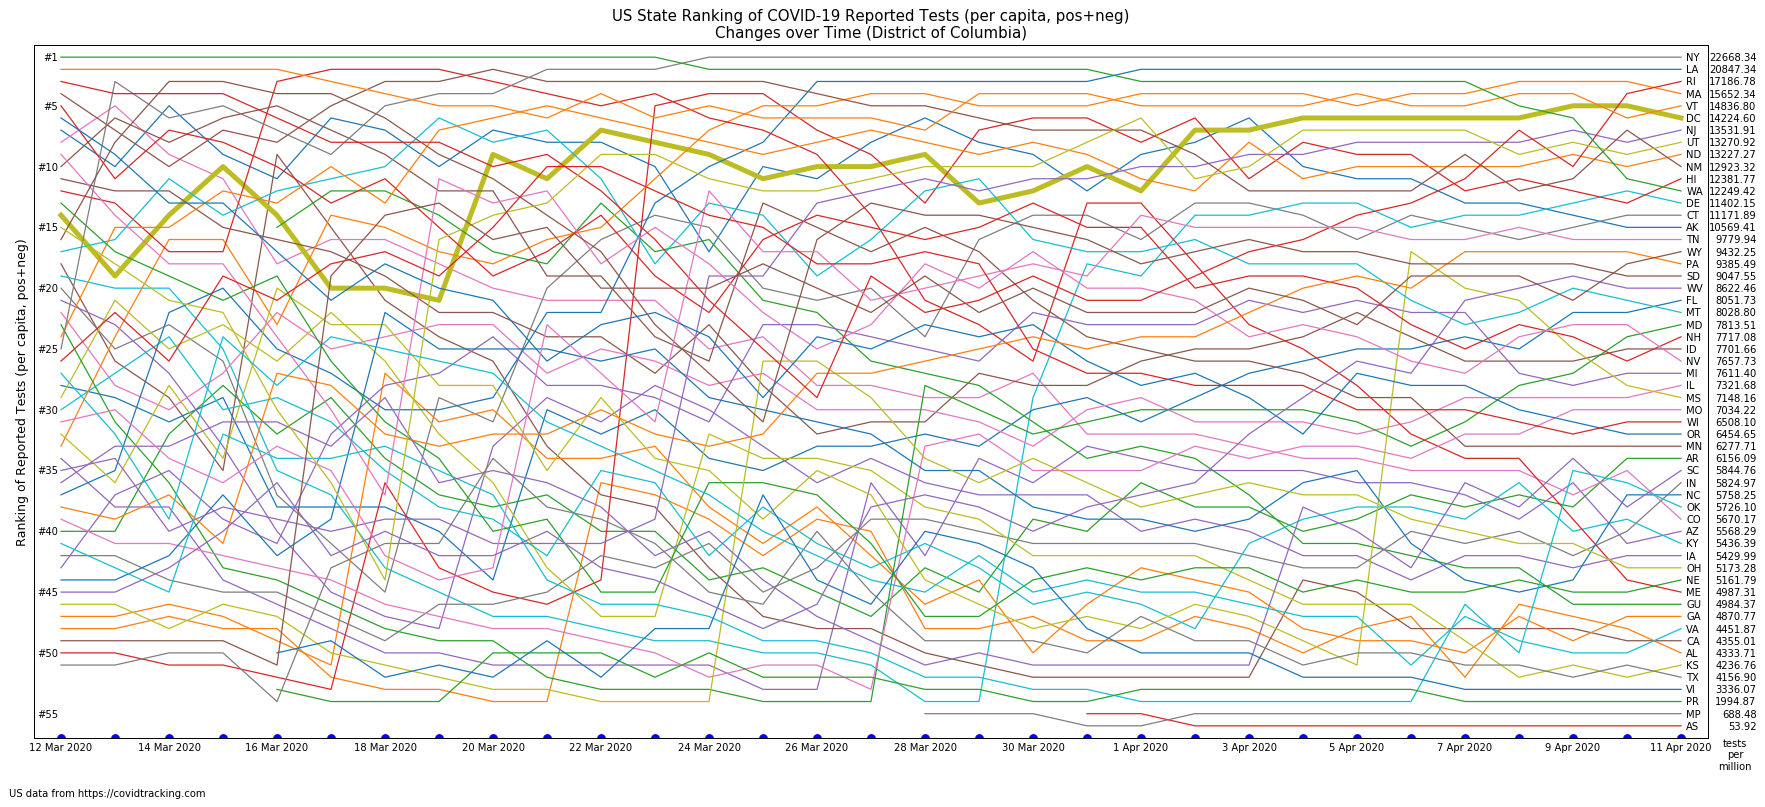 US State Ranking of COVID-19 Reported Tests (per capita, pos+neg)
Changes over Time (District of Columbia)
Ranking of Reported Tests (per capita, pos+neg)
#1
#5
#10
#15
#20
#25
#30
#35
#40
#45
#50
#55
NY 22668.34
LA 20847.34
RI 17186.78
MA 15652.34
VT 14836.80
DC 14224.60
NJ 13531.91
UT 13270.92
ND 13227.27
NM 12923.32
HI 12381.77
WA 12249.42
DE 11402.15
CT 11171.89
AK 10569.41
TN 9779.94
WY 9432.25
PA 9385.49
SD 9047.55
WV 8622.46
FL 8051.73
MT 8028.80
MD 7813.51
NH 7717.08
ID 7701.66
NV 7657.73
MI 7611.40
IL 7321.68
MS 7148.16
MO 7034.22
WI 6508.10
OR 6454.65
MN 6277.71
AR 6156.09
SC 5844.76
IN 5824.97
NC 5758.25
OK 5726.10
CO 5670.17
AZ 5568.29
KY 5436.39
IA 5429.99
OH 5173.28
NE 5161.79
ME 4987.31
GU 4984.37
GA 4870.77
VA 4451.87
CA 4355.01
AL 4333.71
KS 4236.76
TX 4156.90
VI 3336.07
PR 1994.87
MP 688.48
AS 53.92
12 Mar 2020 14 Mar 2020 16 Mar 2020 18 Mar 2020 20 Mar 2020 22 Mar 2020 24 Mar 2020 26 Mar 2020 28 Mar 2020 30 Mar 2020 1 Apr 2020 3 Apr 2020 5 Apr 2020 7 Apr 2020 9 Apr 2020 11 Apr 2020
tests
per
million
US data from https://covidtracking.com